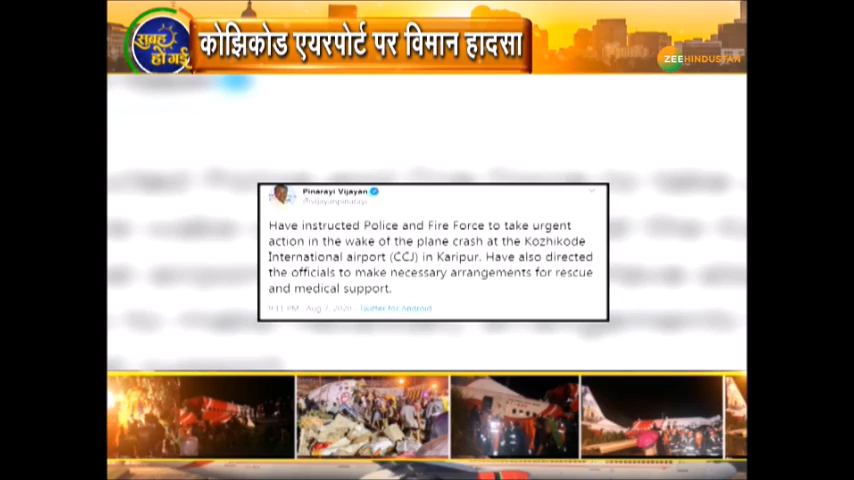 सुबह
हो गई
कोझिकोड एयरपोर्ट पर विमान हादसा
ZEE HINDUSTAN
Pinarayi Vijayan
@vijayanpinarayi
Have instructed Police and Fire Force to take urgent
action in the wake of the plane crash at the Kozhikode
International airport (CCJ) in Karipur. Have also directed
the officials to make necessary arrangements for rescue
and medical support.
9:11 PM · Aug 7, 2020 · Twitter for Android